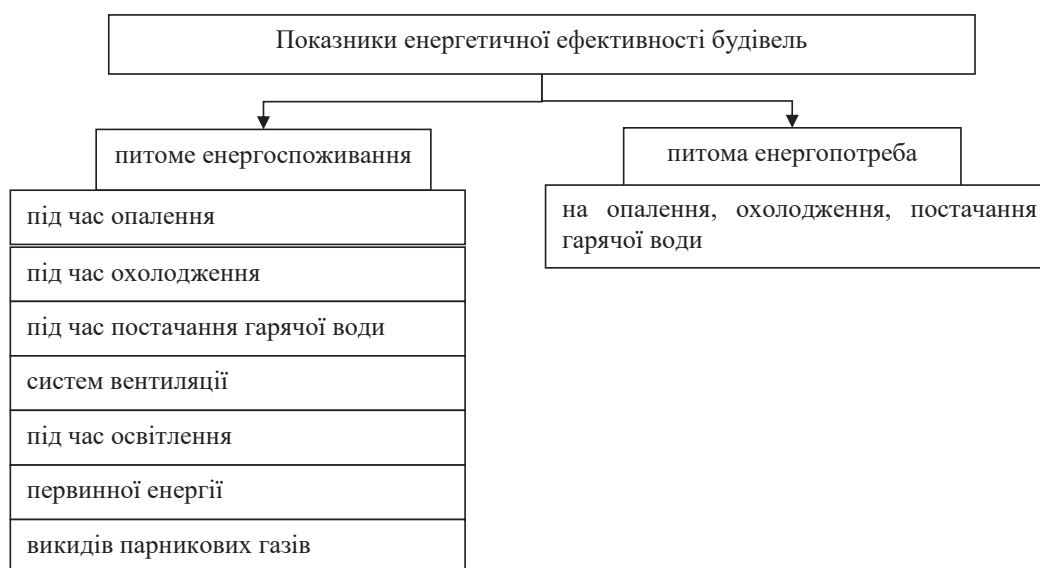 Показники енергетичної ефективності будівель
питоме енергоспоживання
під час опалення
під час охолодження
під час постачання гарячої води
систем вентиляції
під час освітлення
первинної енергії
викидів парникових газів
питома енергопотреба
на опалення, охолодження, постачання
гарячої води